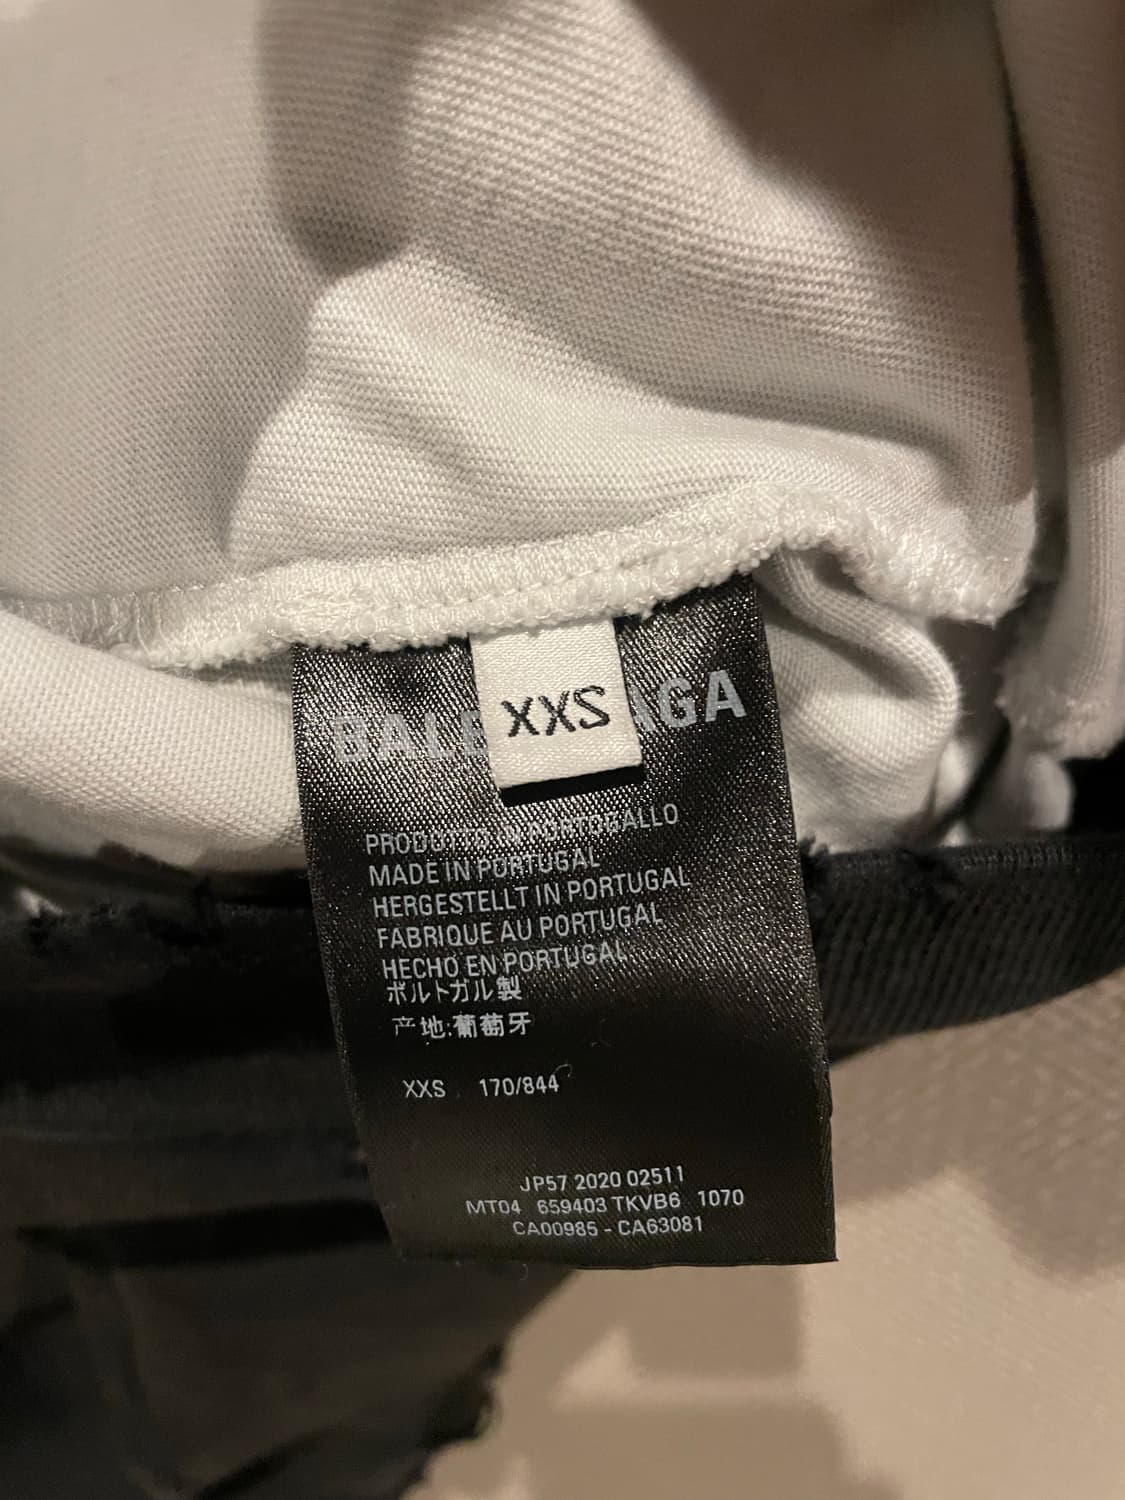 XXS
BALE AGA
PRODOTTO IN PORTOGALLO
MADE IN PORTUGAL
HERGESTELLT IN PORTUGAL
FABRIQUE AU PORTUGAL
HECHO EN PORTUGAL
ポルトガル製
产地:葡萄牙
XXS 170/844
JP57 2020 02511
MT04 659403 TKVB6 1070
CA00985 - CA63081